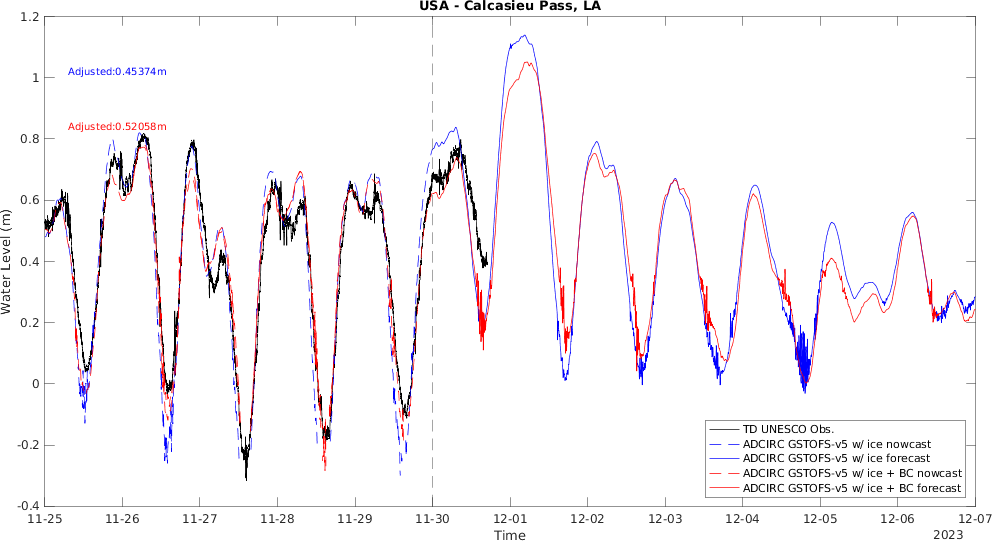 USA - Calcasieu Pass, LA
1.2
1
0.8
0.6
0.4
0.2
0
-0.2
-0.4
Water Level (m)
Adjusted:0.45374m
Adjusted:0.52058m
TD UNESCO Obs.
ADCIRC GSTOFS-v5 w/ ice nowcast
ADCIRC GSTOFS-v5 w/ ice forecast
ADCIRC GSTOFS-v5 w/ ice + BC nowcast
ADCIRC GSTOFS-v5 w/ ice + BC forecast
11-25 11-26 11-27 11-28 11-29 11-30 12-01 12-02 12-03 12-04 12-05 12-06 12-07
Time
2023